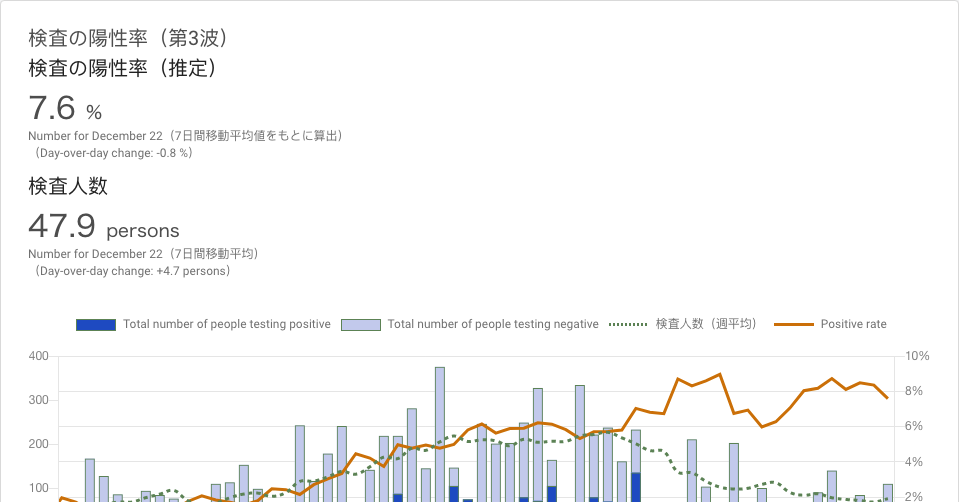 検査の陽性率（第3波）
検査の陽性率（推定）
7.6 %
Number for December 22（7日間移動平均値をもとに算出）
（Day-over-day change: -0.8 %）
検査人数
47.9 persons
Number for December 22（7日間移動平均）
（Day-over-day change: +4.7 persons）
Total number of people testing positive Total number of people testing negative 検査人数（週平均） Positive rate
400 10%
300 8%
200 6%
100 4%
2%